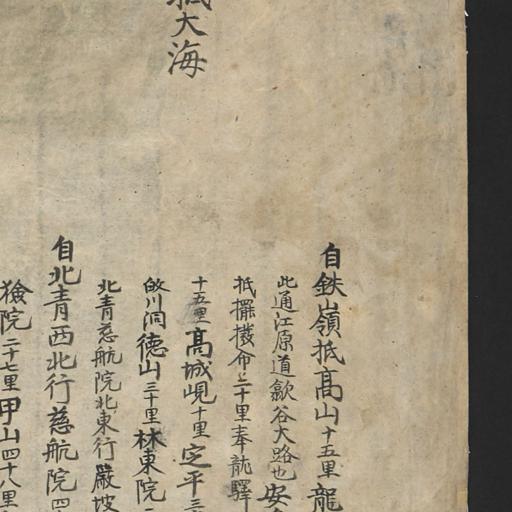 自鉄嶺抵高山十五里龍
此通江原道歙谷大路也安
抵擺撥命上十里奉龍驛
十五里高城峴十里定平三
川洞德山三十里林東院
北青慈航院北東行嚴坡
自北青西北行慈航院四
獫院二十七里甲山四十八里
抵大海